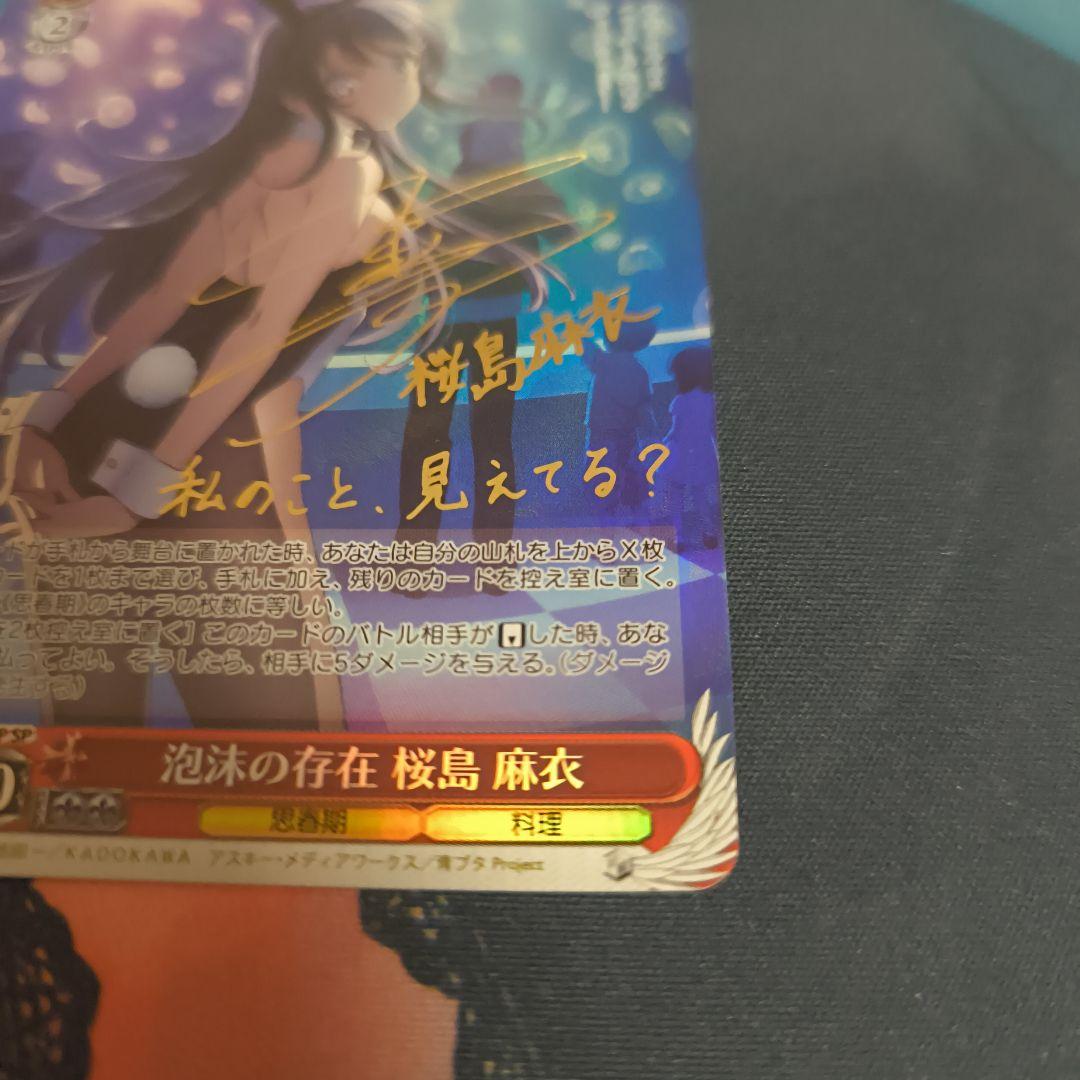 2
桜島麻衣
私のこと、見えてる?
が手札から舞台に置かれた時、あなたは自分の山札を上からX枚
ードを1枚まで選び、手札に加え、残りのカードを控え室に置く。
《思春期》のキャラの枚数に等しい。
を2枚控え室に置く] このカードのバトル相手が した時、あな
払ってよい。そうしたら、相手に5ダメージを与える。(ダメージ
SP
泡沫の存在 桜島 麻衣
思春期 料理
/KADOKAWA アスキー・メディアワークス/青ブタ Project